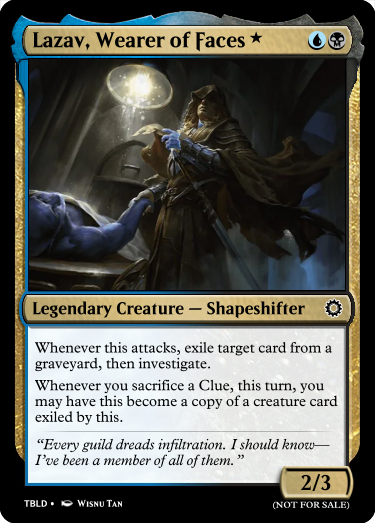 Lazav, Wearer of Faces ★
Legendary Creature — Shapeshifter
Whenever this attacks, exile target card from a
graveyard, then investigate.
Whenever you sacrifice a Clue, this turn, you
may have this become a copy of a creature card
exiled by this.
“Every guild dreads infiltration. I should know—
I’ve been a member of all of them.”
2/3
TBLD • Wisnu Tan
(NOT FOR SALE)